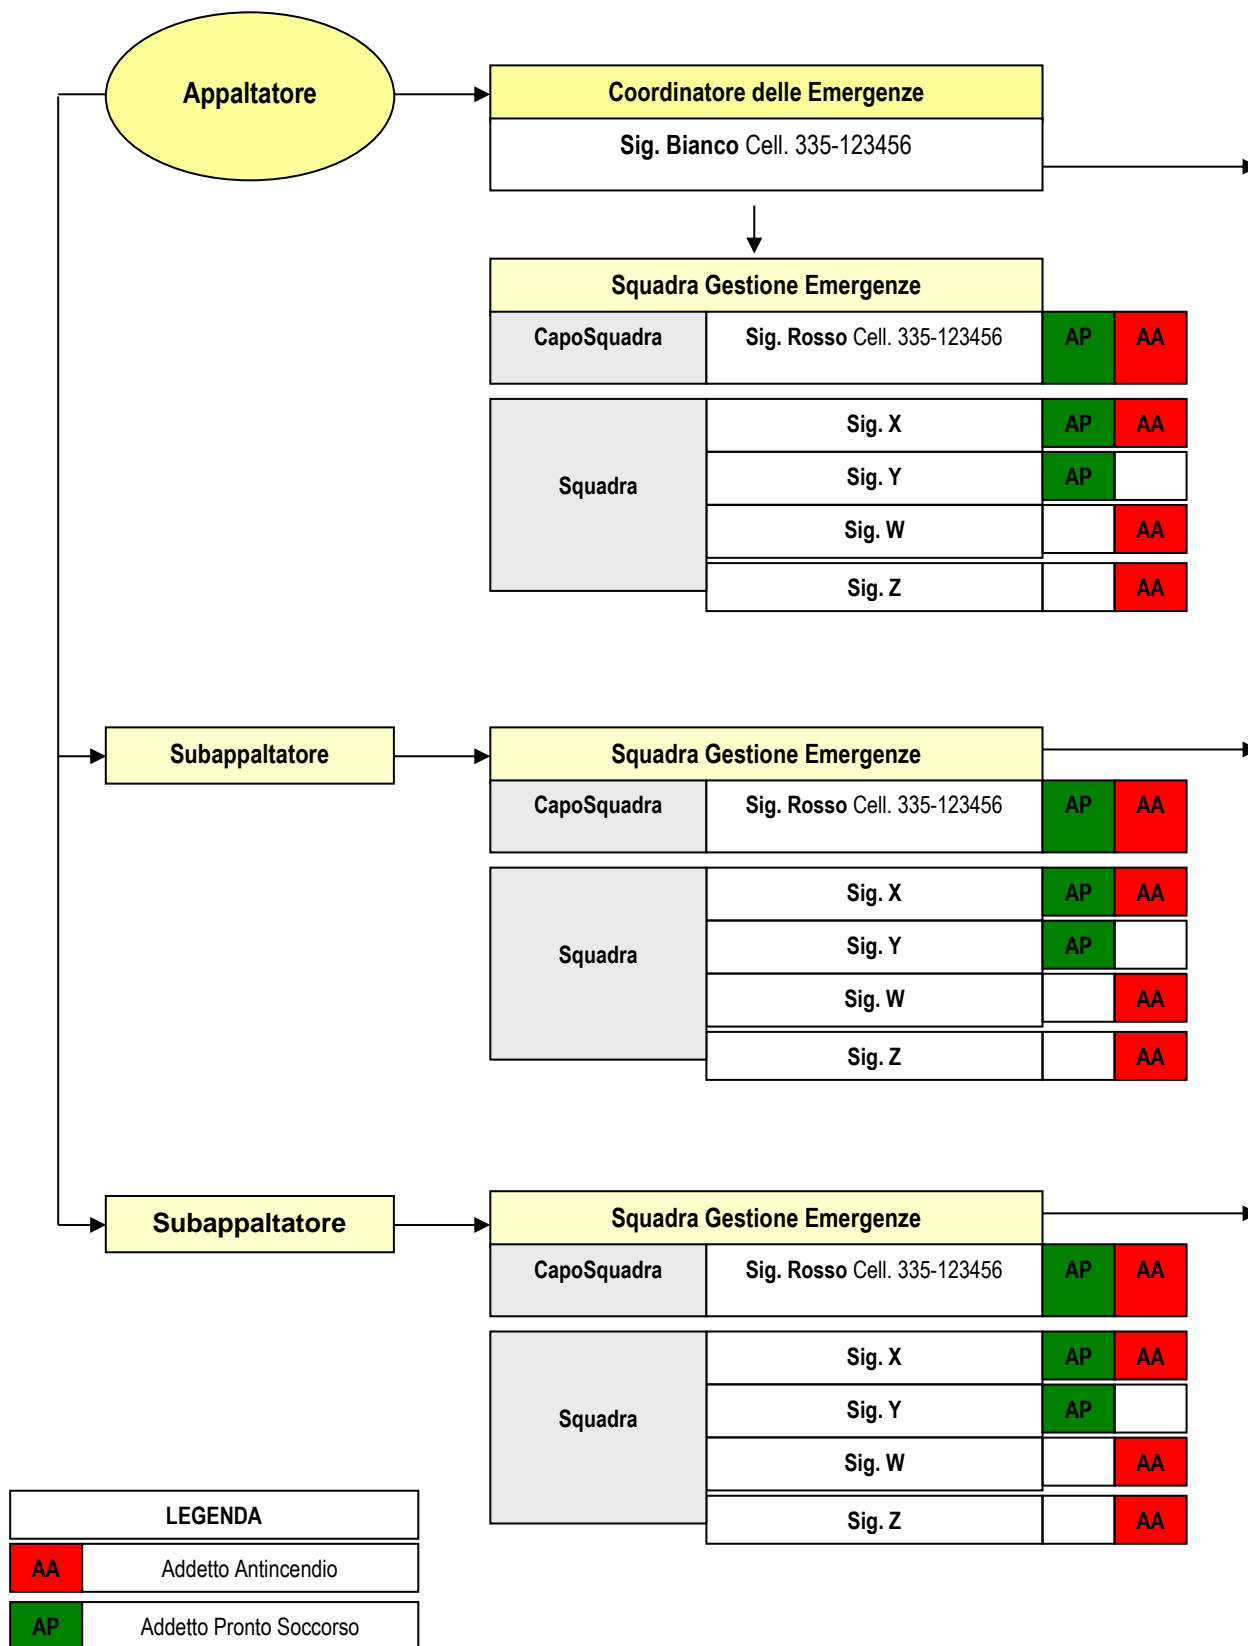 Appaltatore
Coordinatore delle Emergenze
Sig. Bianco Cell. 335-123456
Squadra Gestione Emergenze
CapoSquadra Sig. Rosso Cell. 335-123456 AP AA
Sig. X AP AA
Squadra
Sig. Y AP
Sig. W AA
Sig. Z AA
Subappaltatore
Squadra Gestione Emergenze
CapoSquadra Sig. Rosso Cell. 335-123456 AP AA
Sig. X AP AA
Squadra
Sig. Y AP
Sig. W AA
Sig. Z AA
Subappaltatore
Squadra Gestione Emergenze
CapoSquadra Sig. Rosso Cell. 335-123456 AP AA
Sig. X AP AA
Squadra
Sig. Y AP
Sig. W AA
Sig. Z AA
LEGENDA
AA Addetto Antincendio
AP Addetto Pronto Soccorso